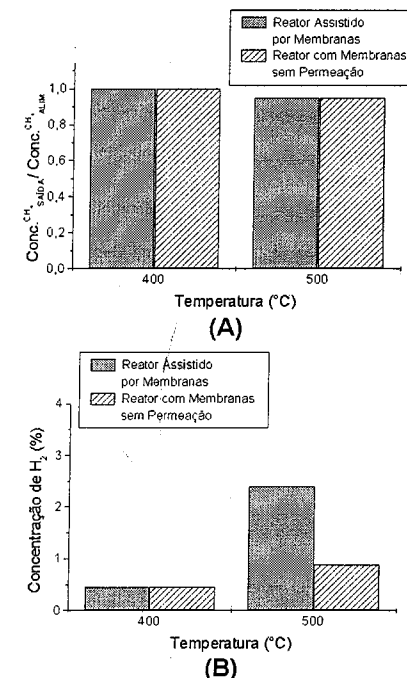 Reator Assistido
por Membranas
Reator com Membranas
sem Permeação
1,0
0,8
0,6
0,4
0,2
0,0
Conc. CH₄ SAÍDA / Conc. CH₄ ALIM
400
500
Temperatura (°C)
(A)
Reator Assistido
por Membranas
Reator com Membranas
sem Permeação
4
3
2
1
0
Concentração de H₂ (%)
400
500
Temperatura (°C)
(B)